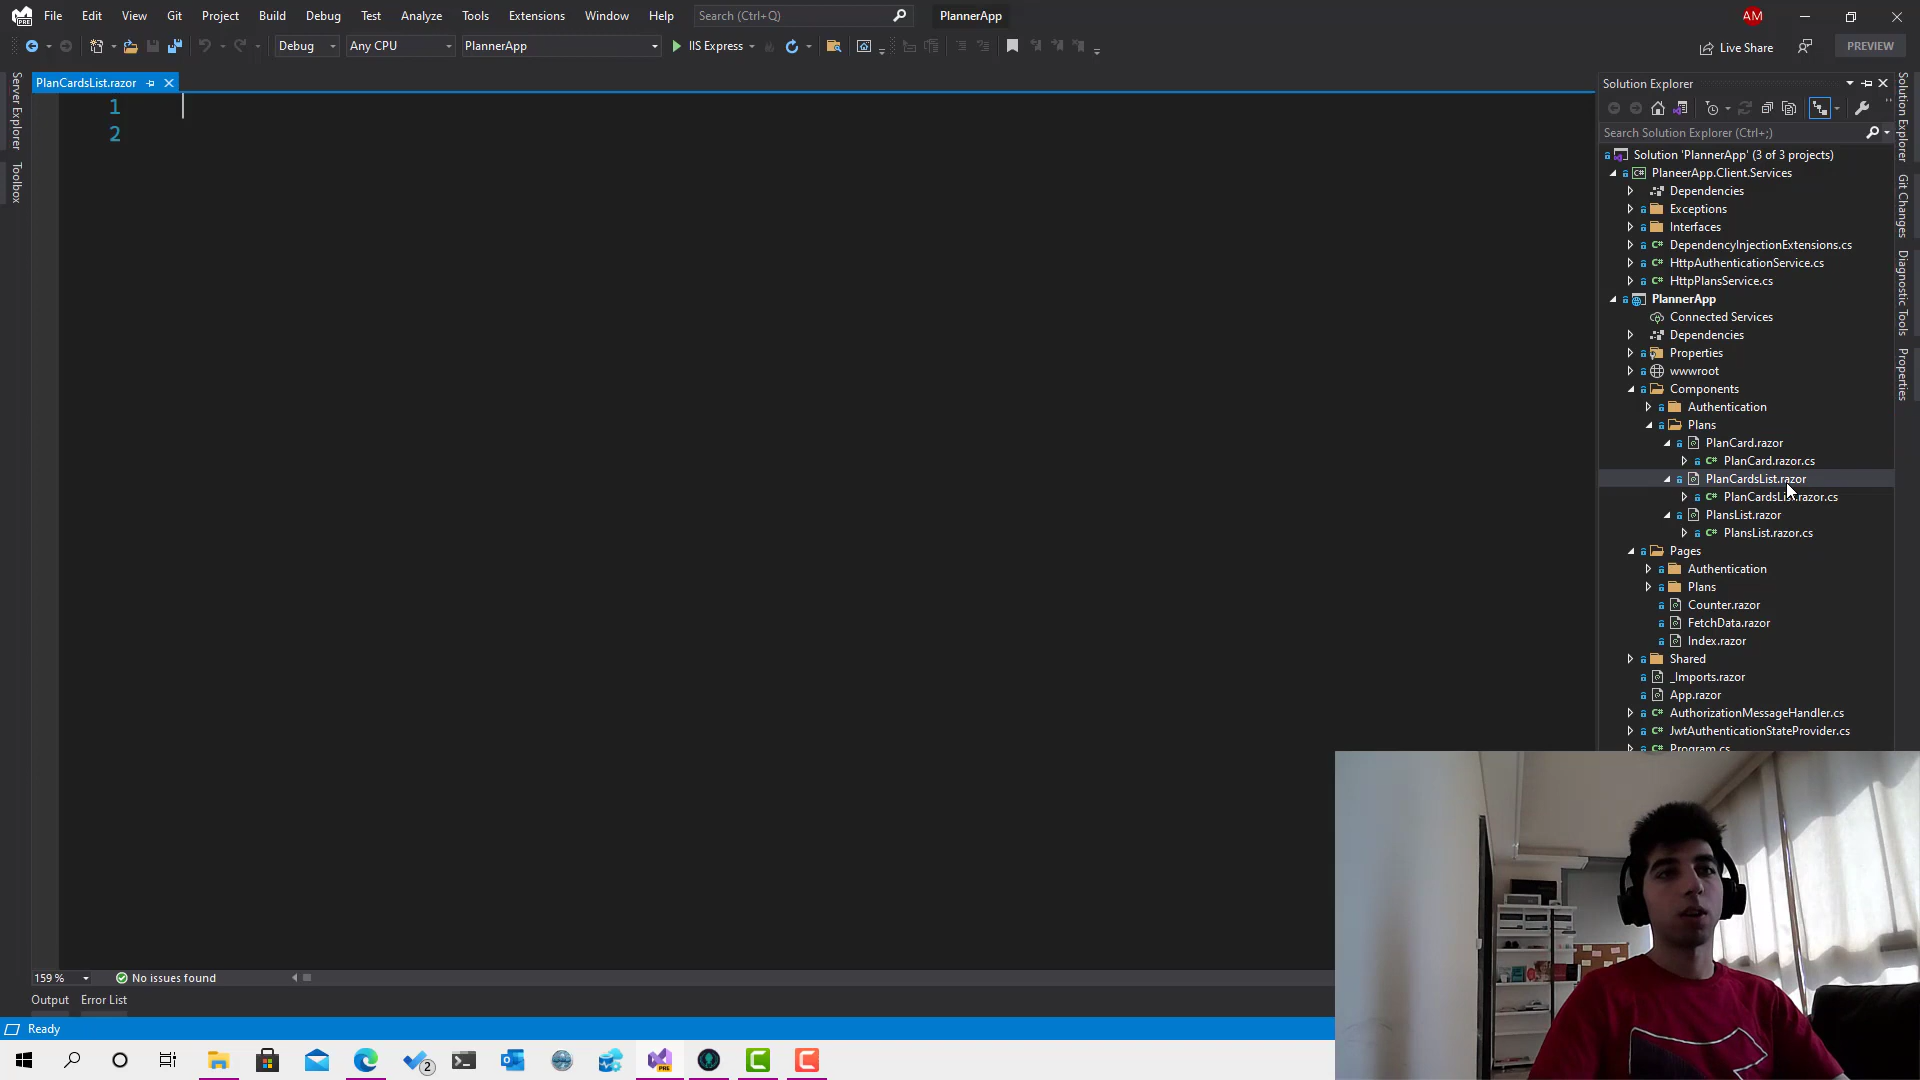 File Edit View Git Project Build Debug Test Analyze Tools Extensions Window Help Search (Ctrl+Q) PlannerApp AM
Debug Any CPU PlannerApp IIS Express Live Share PREVIEW
PlanCardsList.razor
1
2
Server Explorer
Toolbox
Solution Explorer
Search Solution Explorer (Ctrl+;)
Solution 'PlannerApp' (3 of 3 projects)
PlaneerApp.Client.Services
Dependencies
Exceptions
Interfaces
DependencyInjectionExtensions.cs
HttpAuthenticationService.cs
HttpPlansService.cs
PlannerApp
Connected Services
Dependencies
Properties
wwwroot
Components
Authentication
Plans
PlanCard.razor
PlanCard.razor.cs
PlanCardsList.razor
PlanCardsList.razor.cs
PlansList.razor
PlansList.razor.cs
Pages
Authentication
Plans
Counter.razor
FetchData.razor
Index.razor
Shared
_Imports.razor
App.razor
AuthorizationMessageHandler.cs
JwtAuthenticationStateProvider.cs
Program.cs
Solution Explorer
Git Changes
Diagnostic Tools
Properties
159 % No issues found
Output Error List
Ready
2
PRE